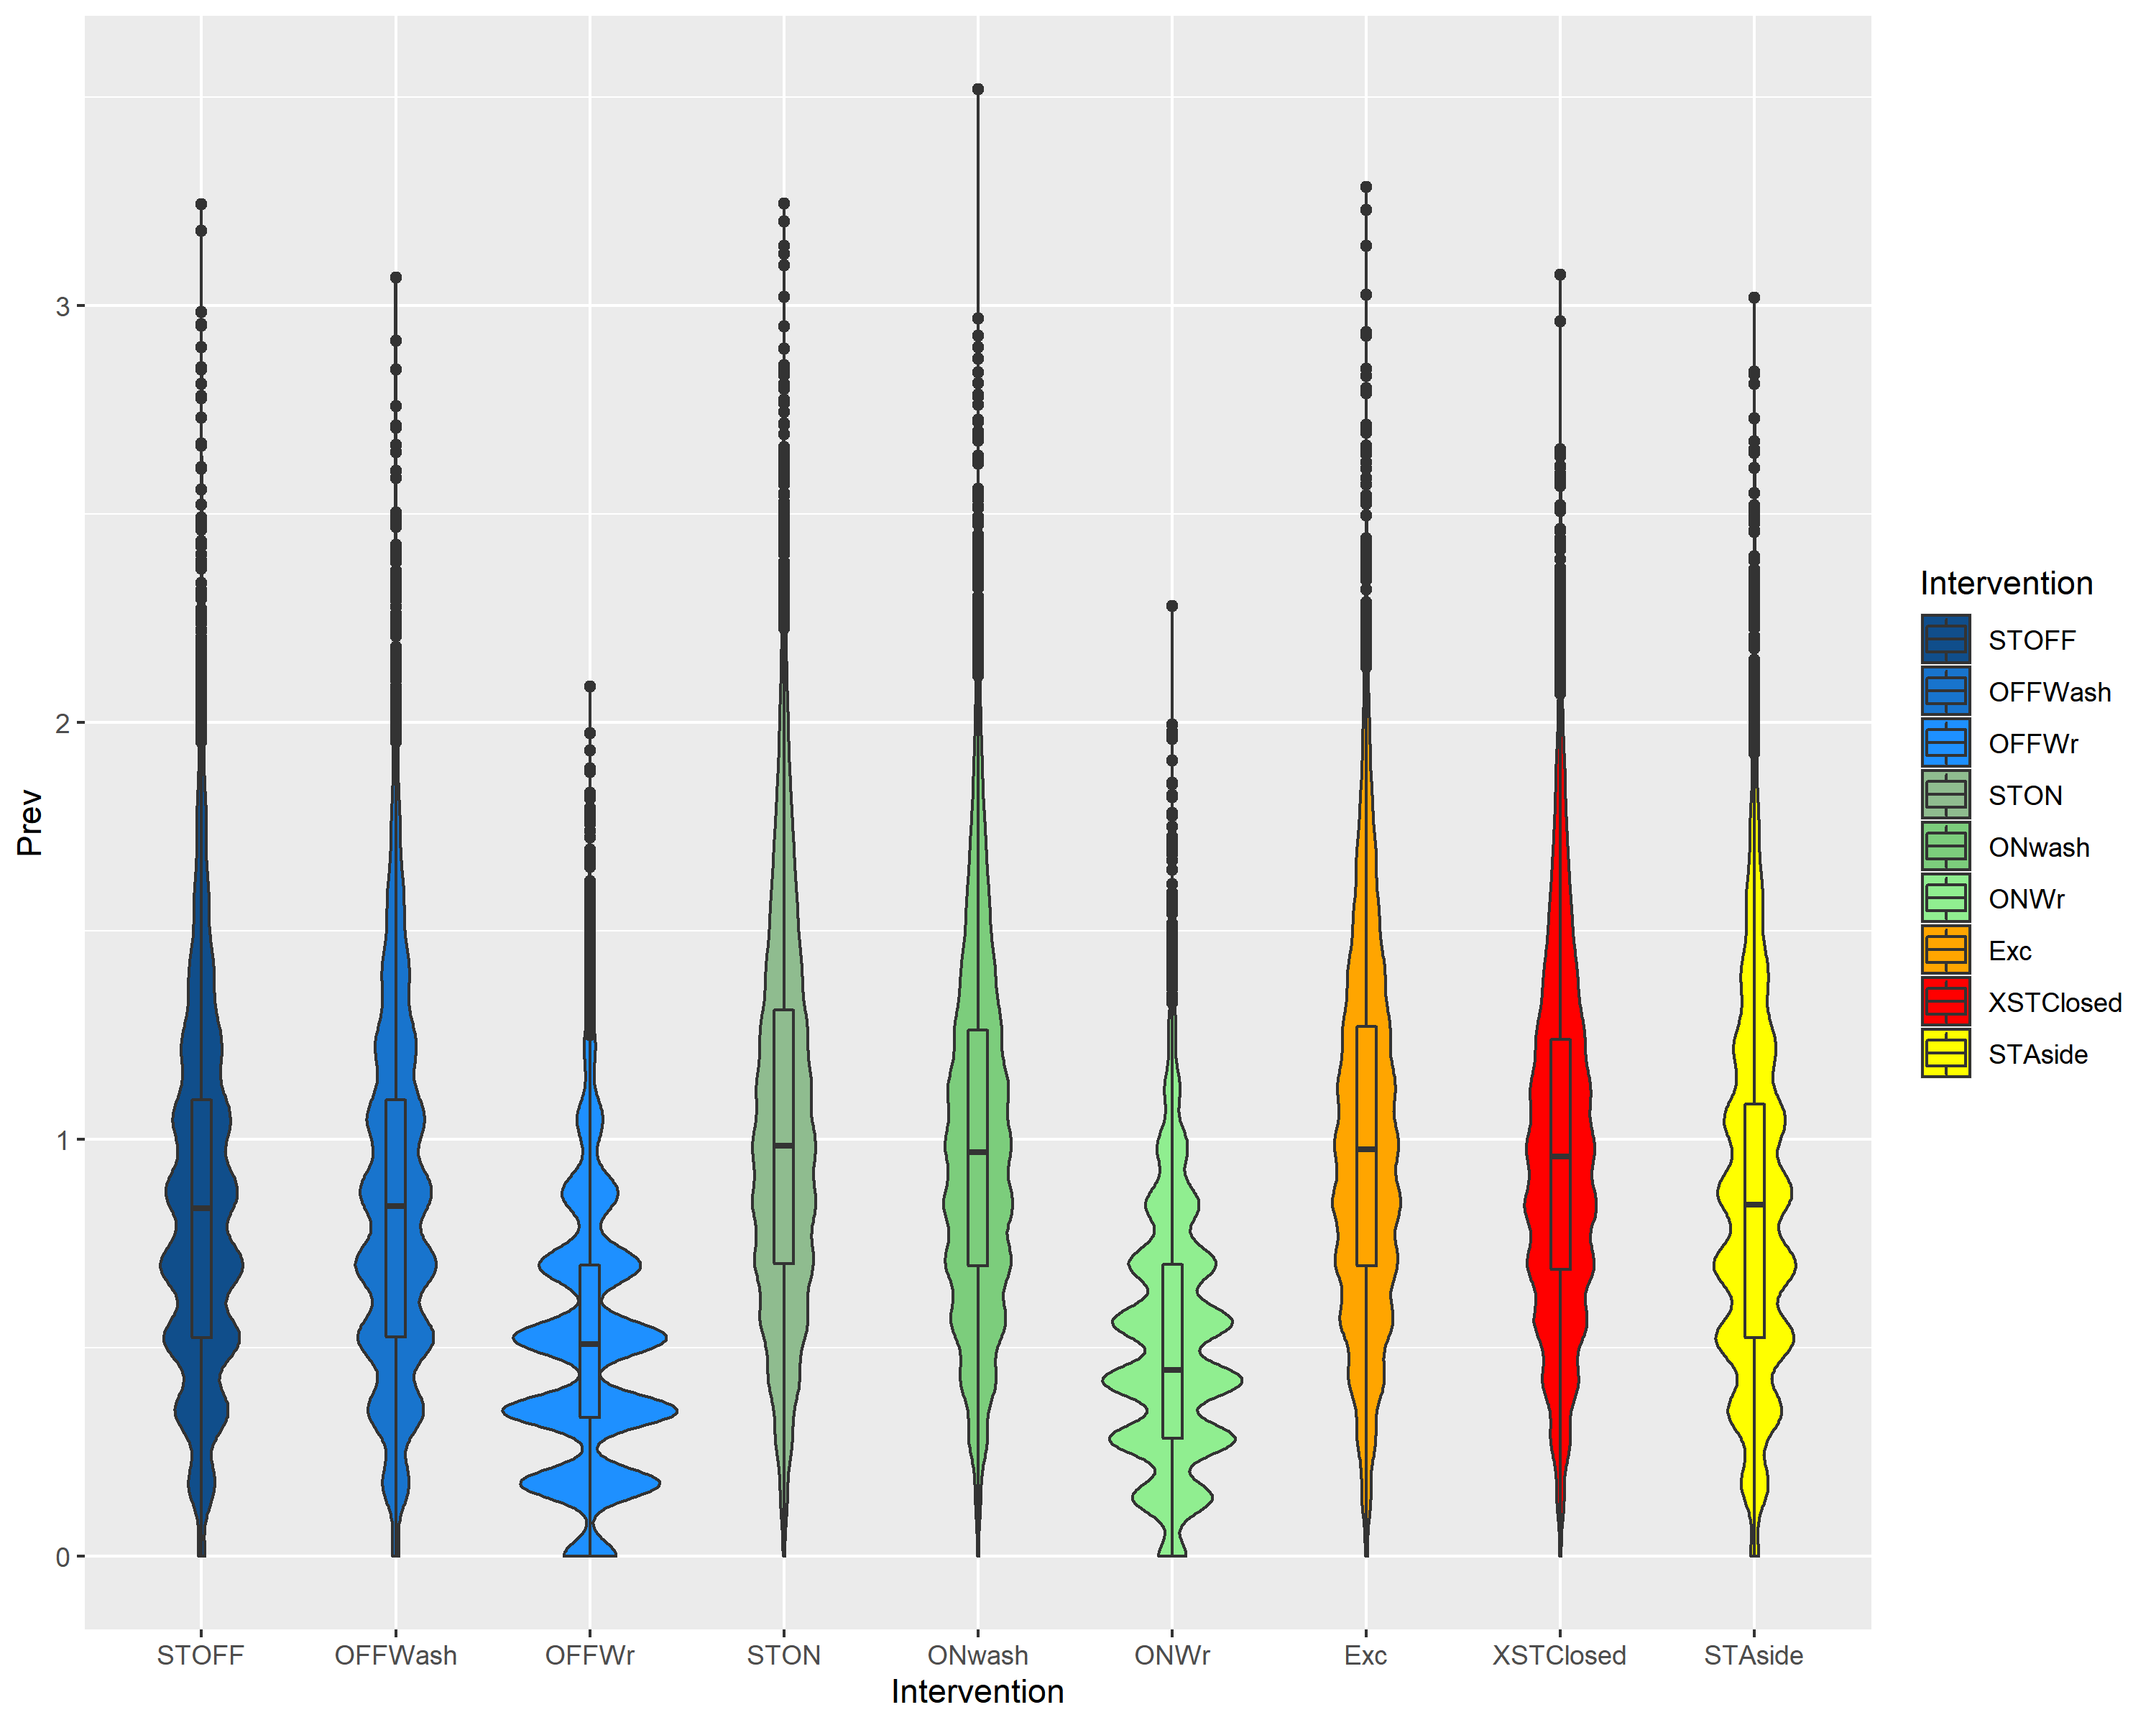 Prev
3
2
1
0
STOFF OFFWash OFFWr STON ONwash ONWr Exc XSTClosed STAside
Intervention
Intervention
STOFF
OFFWash
OFFWr
STON
ONwash
ONWr
Exc
XSTClosed
STAside